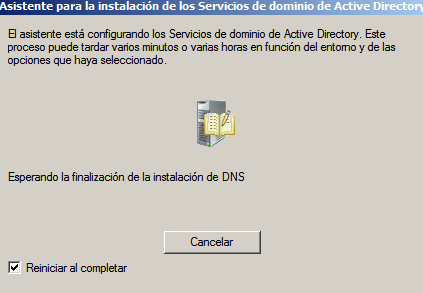 Asistente para la instalación de los Servicios de dominio de Active Directory
El asistente está configurando los Servicios de dominio de Active Directory. Este
proceso puede tardar varios minutos o varias horas en función del entorno y de las
opciones que haya seleccionado.
Esperando la finalización de la instalación de DNS
Cancelar
Reiniciar al completar